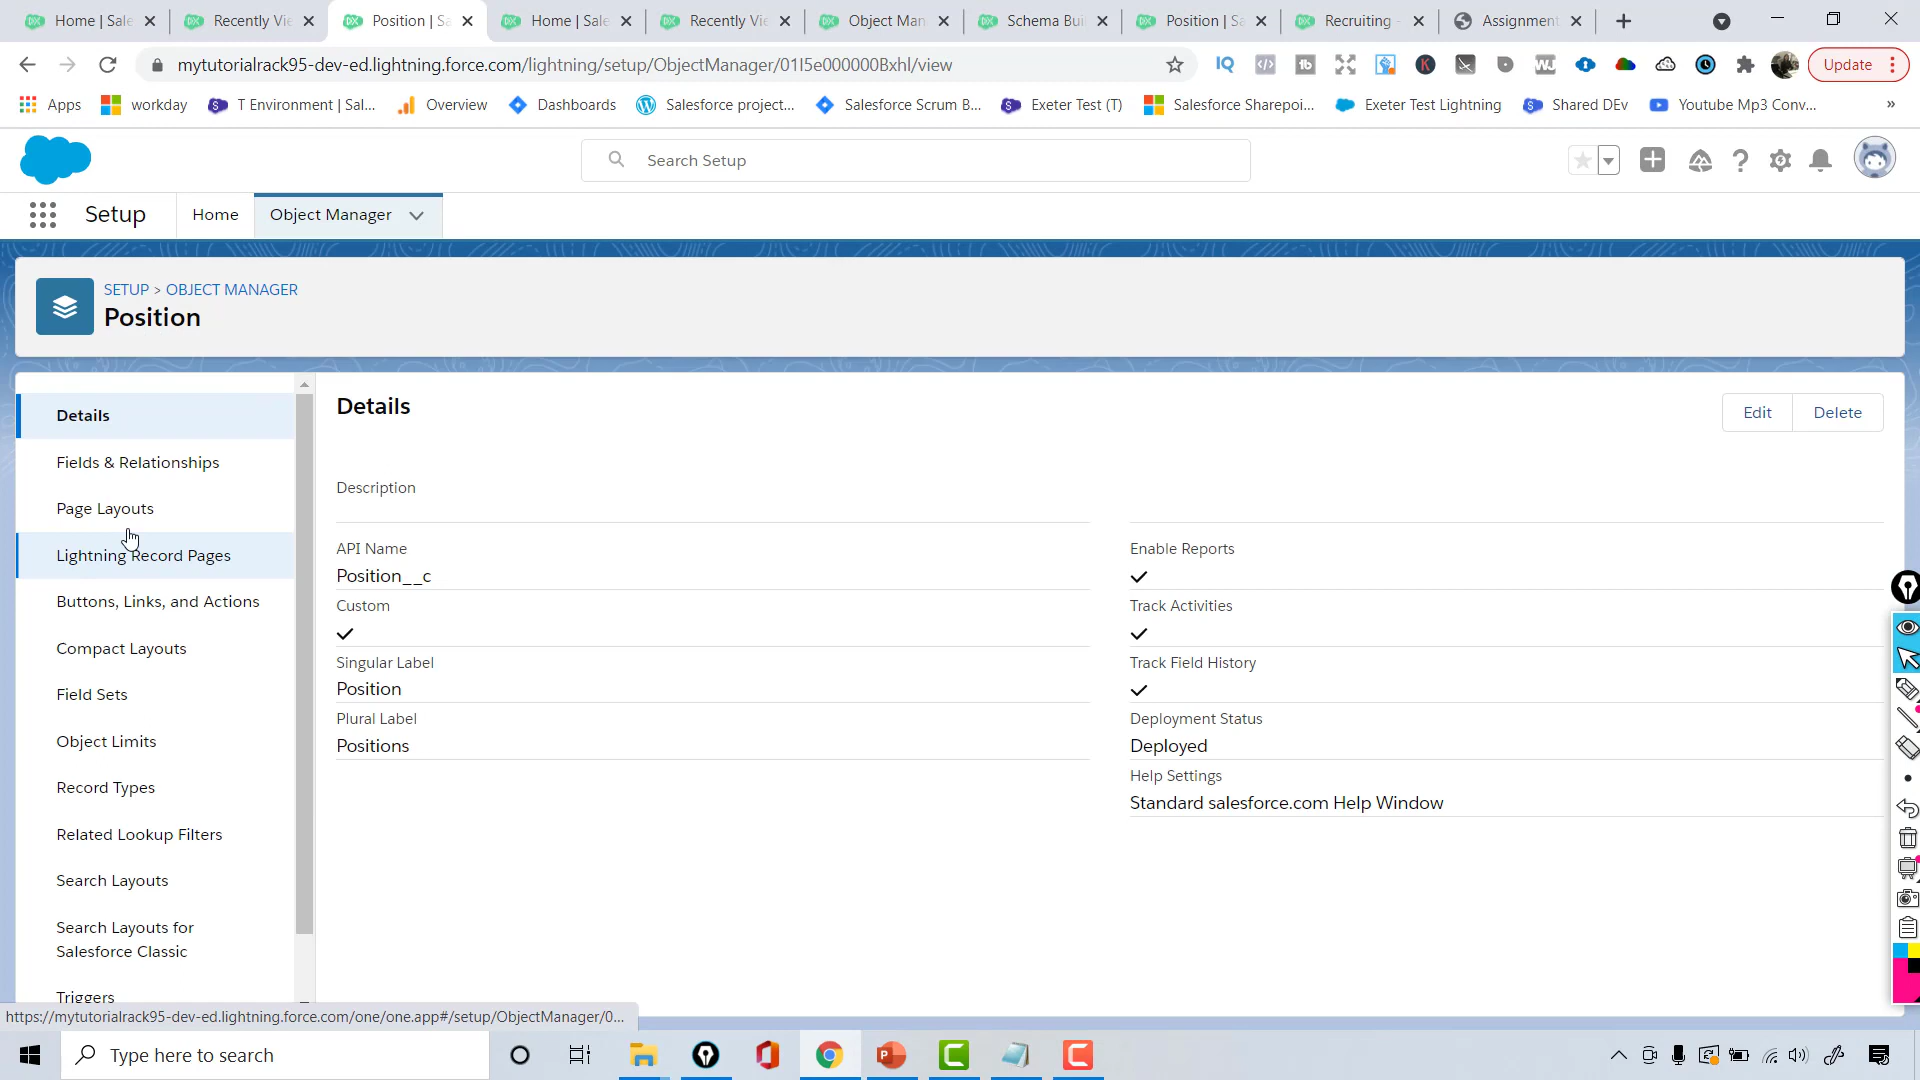 Home | Sale
Recently Vie
Position | Sa
Home | Sale
Recently Vie
Object Man
Schema Buil
Position | Sa
Recruiting -
Assignment
mytutorialrack95-dev-ed.lightning.force.com/lightning/setup/ObjectManager/01I5e000000Bxhl/view
Update
Apps
workday
T Environment | Sal...
Overview
Dashboards
Salesforce project...
Salesforce Scrum B...
Exeter Test (T)
Salesforce Sharepoi...
Exeter Test Lightning
Shared DEv
Youtube Mp3 Conv...
»
Search Setup
Setup
Home
Object Manager
SETUP > OBJECT MANAGER
Position
Details
Fields & Relationships
Page Layouts
Lightning Record Pages
Buttons, Links, and Actions
Compact Layouts
Field Sets
Object Limits
Record Types
Related Lookup Filters
Search Layouts
Search Layouts for
Salesforce Classic
Triggers
Details
Edit
Delete
Description
API Name
Position__c
Custom
Singular Label
Position
Plural Label
Positions
Enable Reports
Track Activities
Track Field History
Deployment Status
Deployed
Help Settings
Standard salesforce.com Help Window
https://mytutorialrack95-dev-ed.lightning.force.com/one/one.app#/setup/ObjectManager/0...
Type here to search